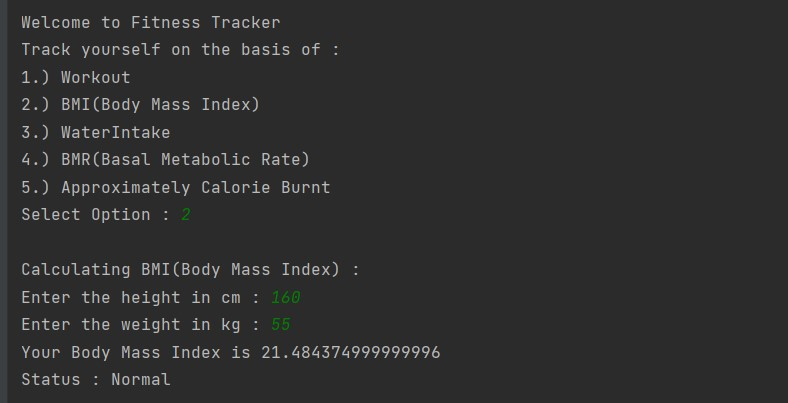 Welcome to Fitness Tracker
Track yourself on the basis of :
1.) Workout
2.) BMI(Body Mass Index)
3.) WaterIntake
4.) BMR(Basal Metabolic Rate)
5.) Approximately Calorie Burnt
Select Option : 2
Calculating BMI(Body Mass Index) :
Enter the height in cm : 160
Enter the weight in kg : 55
Your Body Mass Index is 21.484374999999996
Status : Normal